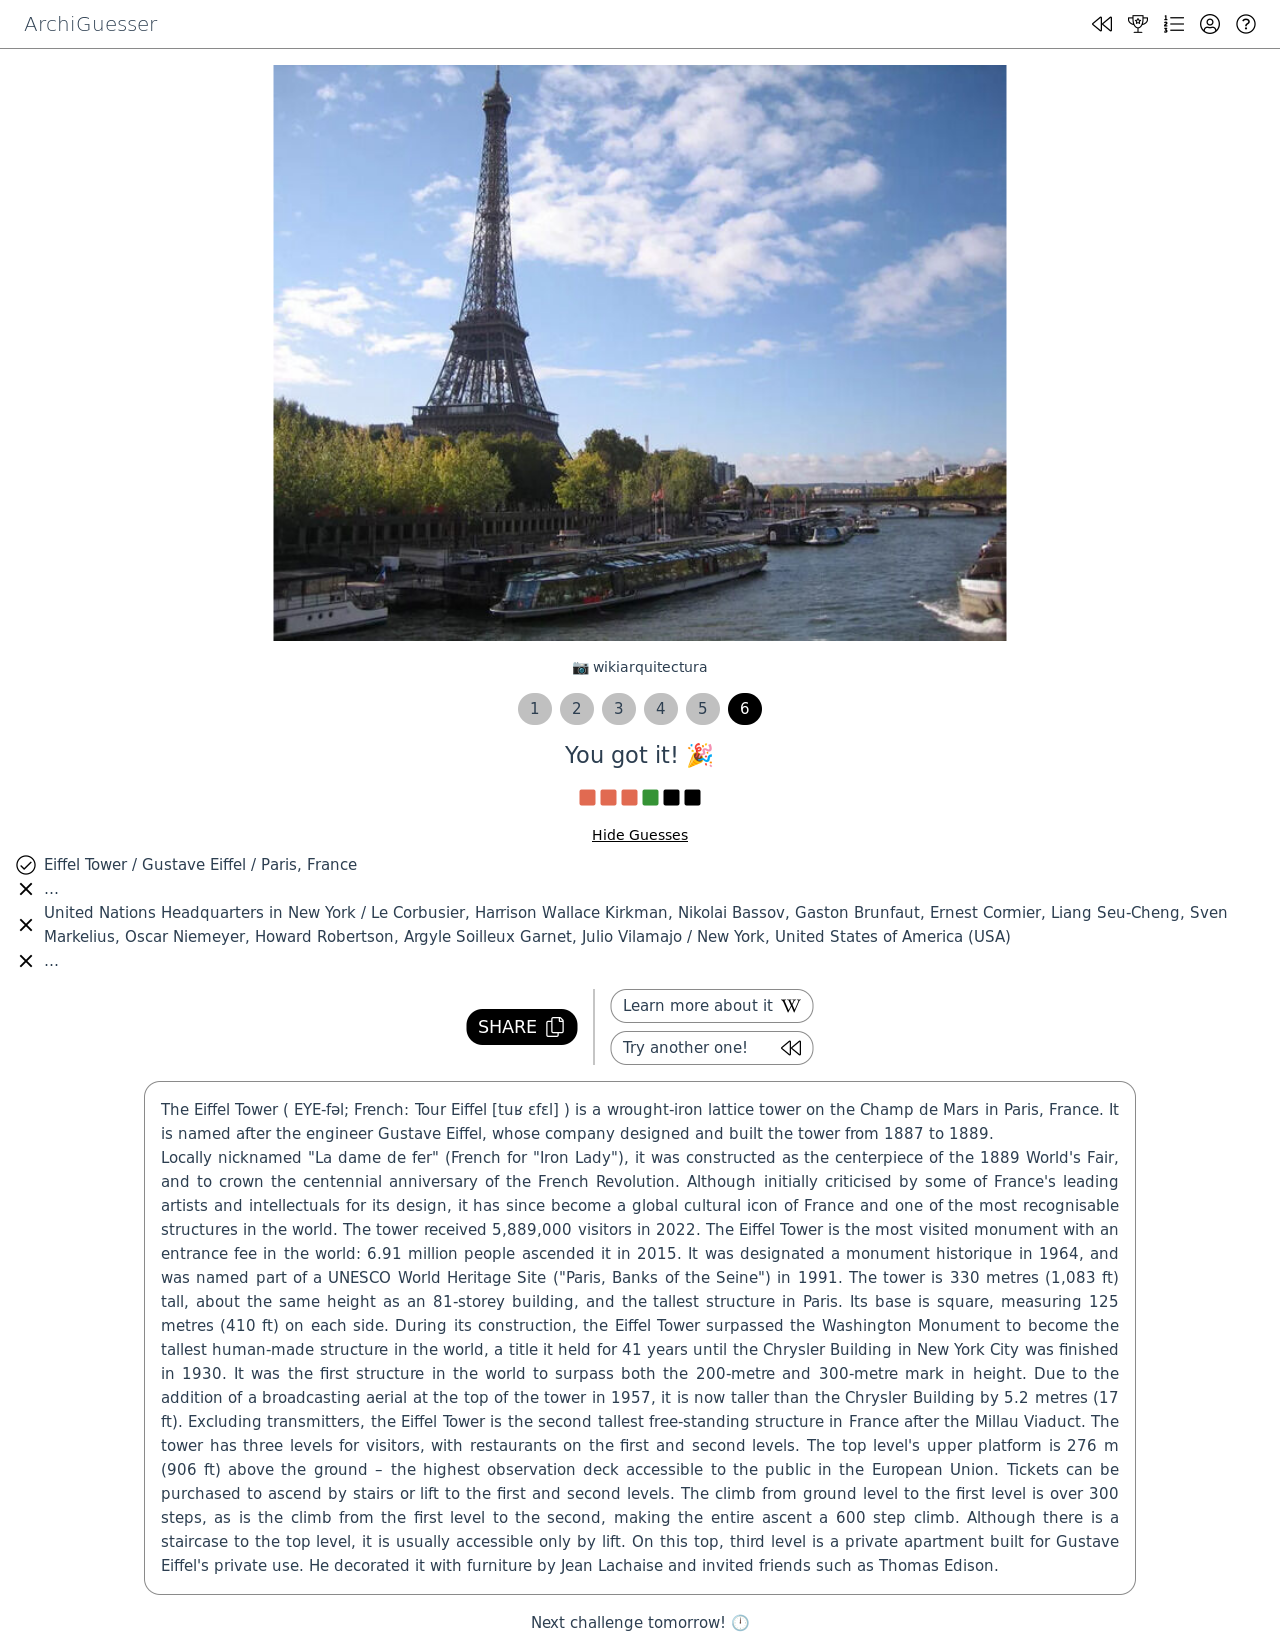 ArchiGuesser
📷 wikiarquitectura
1 2 3 4 5 6
You got it! 🎉
Hide Guesses
Eiffel Tower / Gustave Eiffel / Paris, France
...
United Nations Headquarters in New York / Le Corbusier, Harrison Wallace Kirkman, Nikolai Bassov, Gaston Brunfaut, Ernest Cormier, Liang Seu-Cheng, Sven
Markelius, Oscar Niemeyer, Howard Robertson, Argyle Soilleux Garnet, Julio Vilamajo / New York, United States of America (USA)
...
SHARE
Learn more about it W
Try another one!
The Eiffel Tower ( EYE-fəl; French: Tour Eiffel [tuʁ ɛfɛl] ) is a wrought-iron lattice tower on the Champ de Mars in Paris, France. It
is named after the engineer Gustave Eiffel, whose company designed and built the tower from 1887 to 1889.
Locally nicknamed "La dame de fer" (French for "Iron Lady"), it was constructed as the centerpiece of the 1889 World's Fair,
and to crown the centennial anniversary of the French Revolution. Although initially criticised by some of France's leading
artists and intellectuals for its design, it has since become a global cultural icon of France and one of the most recognisable
structures in the world. The tower received 5,889,000 visitors in 2022. The Eiffel Tower is the most visited monument with an
entrance fee in the world: 6.91 million people ascended it in 2015. It was designated a monument historique in 1964, and
was named part of a UNESCO World Heritage Site ("Paris, Banks of the Seine") in 1991. The tower is 330 metres (1,083 ft)
tall, about the same height as an 81-storey building, and the tallest structure in Paris. Its base is square, measuring 125
metres (410 ft) on each side. During its construction, the Eiffel Tower surpassed the Washington Monument to become the
tallest human-made structure in the world, a title it held for 41 years until the Chrysler Building in New York City was finished
in 1930. It was the first structure in the world to surpass both the 200-metre and 300-metre mark in height. Due to the
addition of a broadcasting aerial at the top of the tower in 1957, it is now taller than the Chrysler Building by 5.2 metres (17
ft). Excluding transmitters, the Eiffel Tower is the second tallest free-standing structure in France after the Millau Viaduct. The
tower has three levels for visitors, with restaurants on the first and second levels. The top level's upper platform is 276 m
(906 ft) above the ground – the highest observation deck accessible to the public in the European Union. Tickets can be
purchased to ascend by stairs or lift to the first and second levels. The climb from ground level to the first level is over 300
steps, as is the climb from the first level to the second, making the entire ascent a 600 step climb. Although there is a
staircase to the top level, it is usually accessible only by lift. On this top, third level is a private apartment built for Gustave
Eiffel's private use. He decorated it with furniture by Jean Lachaise and invited friends such as Thomas Edison.
Next challenge tomorrow! 🕛